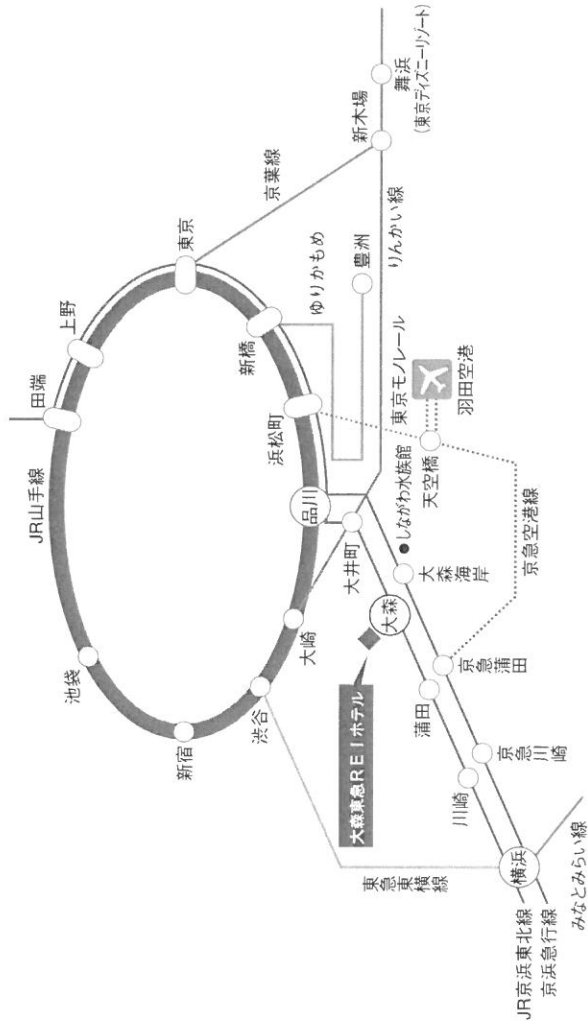 田端
JR山手線
上野
池袋
東京
新宿
京葉線
新橋
渋谷
大崎
浜松町
品川
ゆりかもめ
豊洲
新木場
舞浜
(東京ディズニーリゾート)
りんかい線
大井町
東京モノレール
しながわ水族館
天空橋
羽田空港
大森東急REIホテル
大森
大森海岸
京急空港線
東急東横線
蒲田
京急蒲田
川崎
京急川崎
横浜
JR京浜東北線
京浜急行線
みなとみらい線